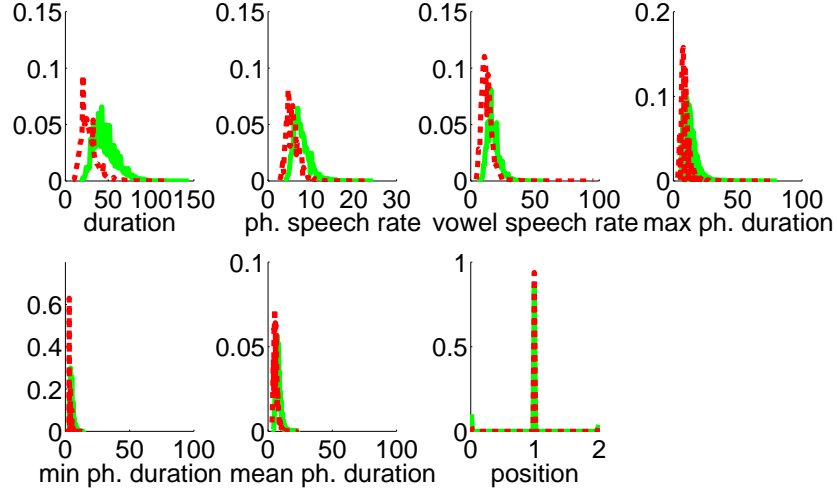 0.15 0.15 0.15 0.2
0.1 0.1 0.1
0.1
0.05 0.05 0.05
0 0 0 0
0 50 100 150 0 10 20 30 0 50 100 0 50 100
duration ph. speech rate vowel speech rate max ph. duration
0.1 1
0.6
0.4 0.05 0.5
0.2
0 0 0
0 50 100 0 50 100 0 1 2
min ph. duration mean ph. duration position